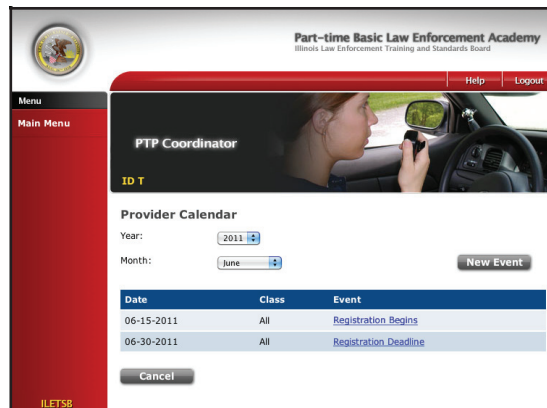 Part-time Basic Law Enforcement Academy
Illinois Law Enforcement Training and Standards Board
Help Logout
Menu
Main Menu
PTP Coordinator
ID T
Provider Calendar
Year: 2011
Month: June
New Event
Date Class Event
06-15-2011 All Registration Begins
06-30-2011 All Registration Deadline
Cancel
ILETSB